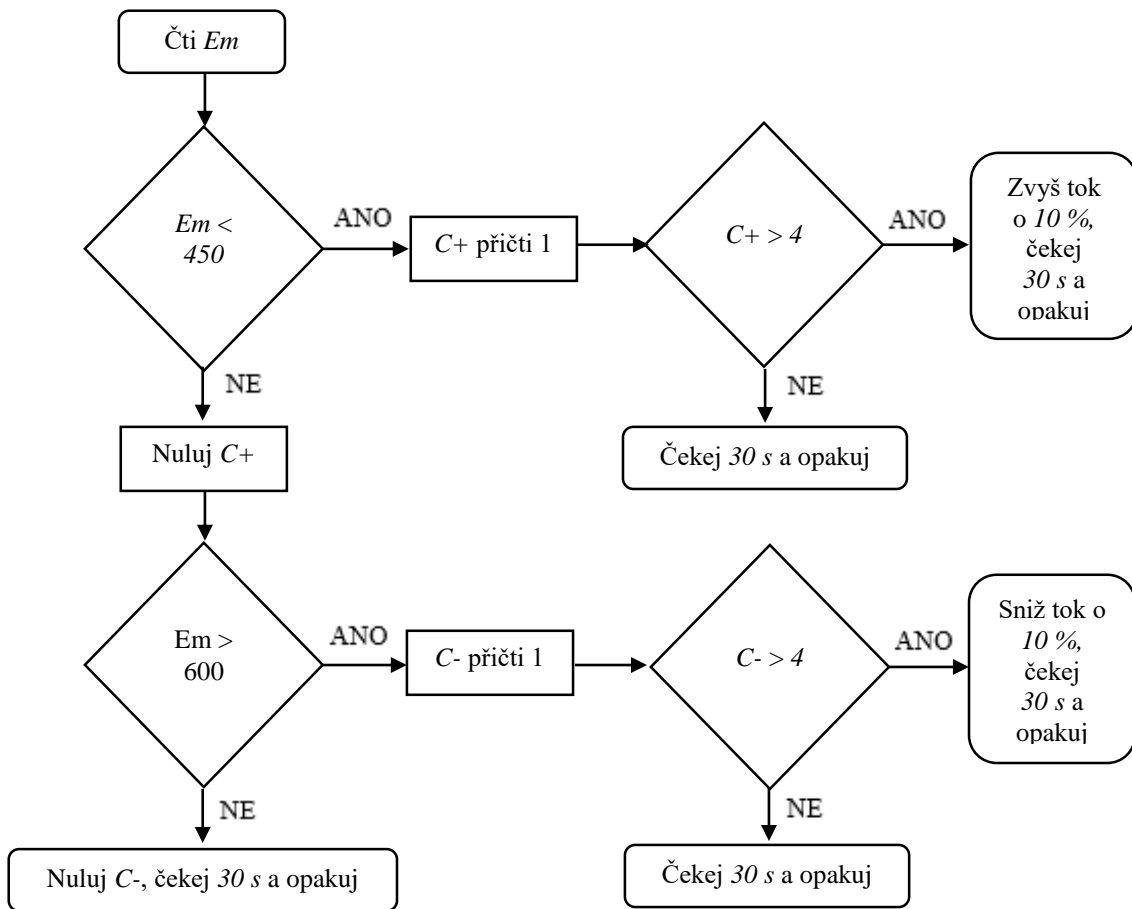 Čti Em
Em <
450
ANO
C+ přičti 1
C+ > 4
ANO
Zvyš tok
o 10 %,
čekej
30 s a
opakuj
NE
NE
Nuluj C+
Čekej 30 s a opakuj
Em >
600
ANO
C- přičti 1
C- > 4
ANO
Sniž tok o
10 %,
čekej
30 s a
opakuj
NE
NE
Nuluj C-, čekej 30 s a opakuj
Čekej 30 s a opakuj